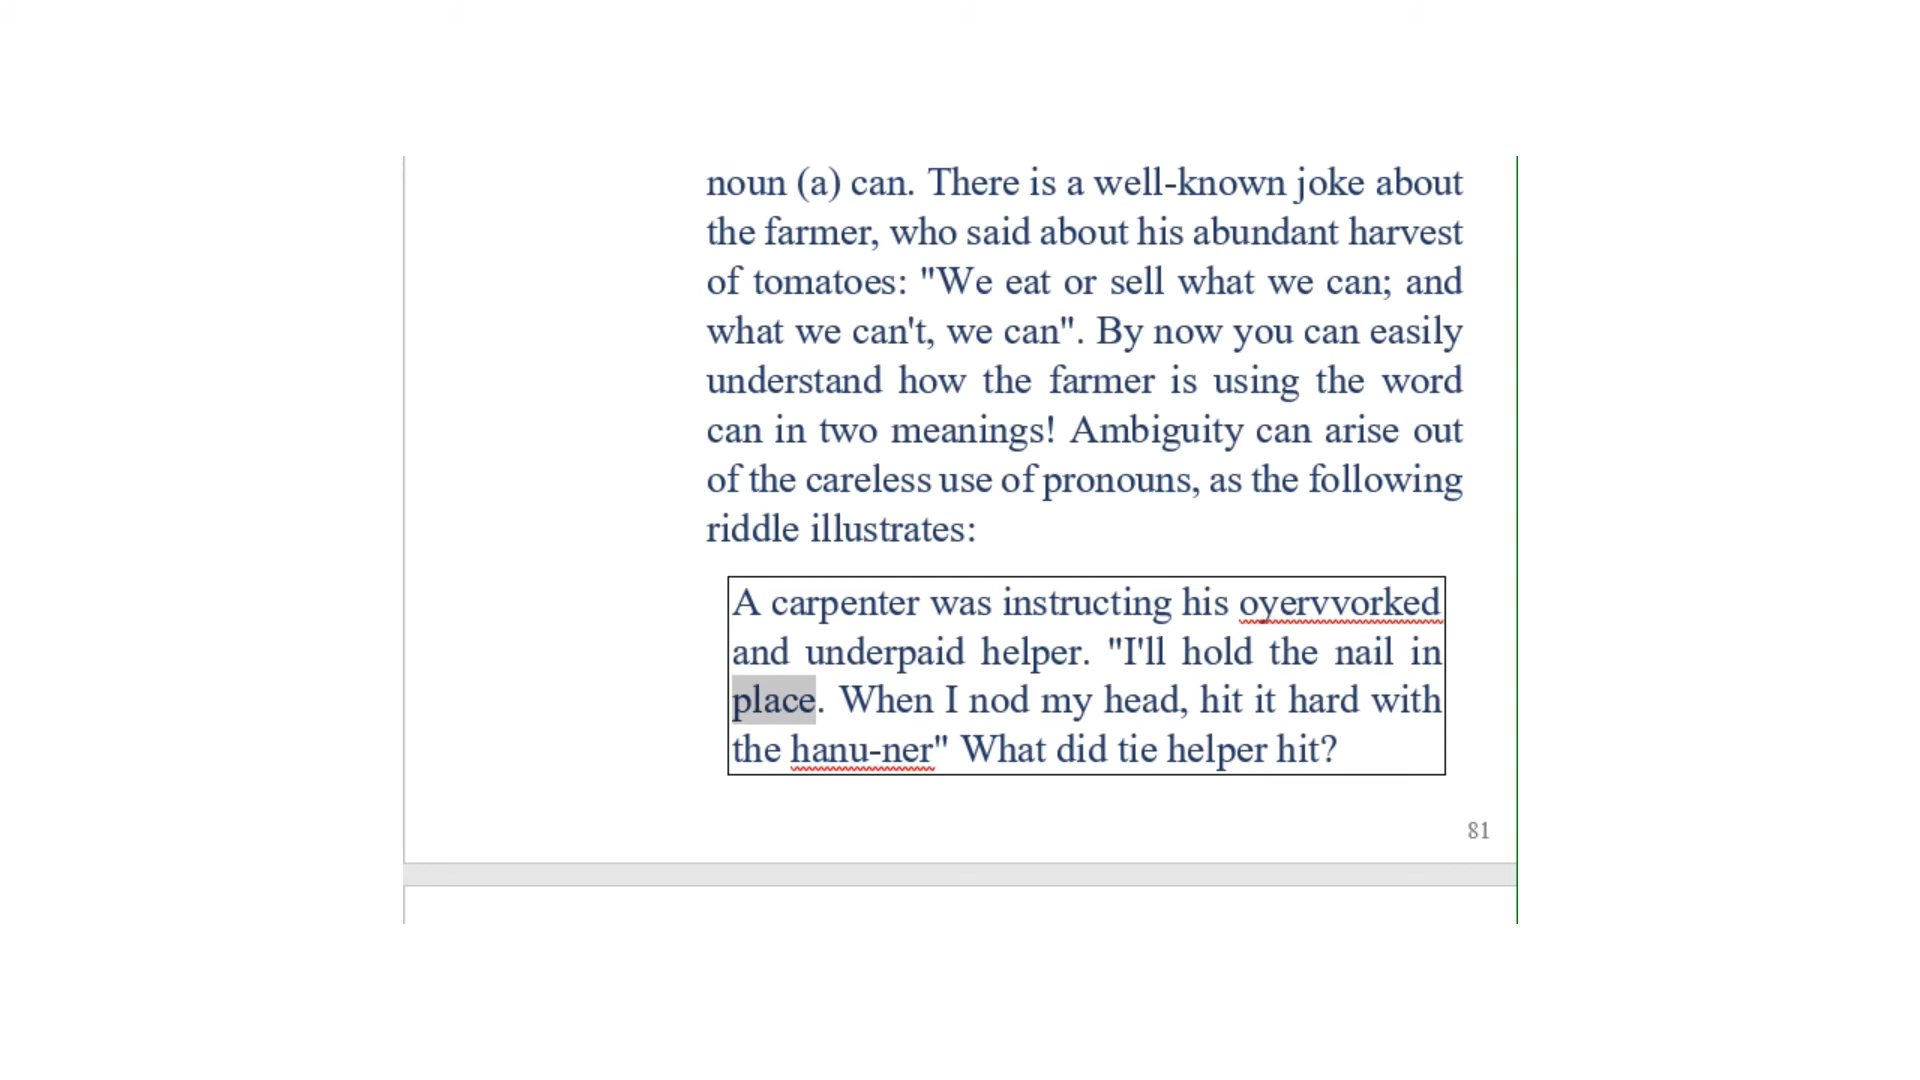 noun (a) can. There is a well-known joke about
the farmer, who said about his abundant harvest
of tomatoes: "We eat or sell what we can; and
what we can't, we can". By now you can easily
understand how the farmer is using the word
can in two meanings! Ambiguity can arise out
of the careless use of pronouns, as the following
riddle illustrates:
A carpenter was instructing his oyervvorked
and underpaid helper. "I'll hold the nail in
place. When I nod my head, hit it hard with
the hanu-ner" What did tie helper hit?
81